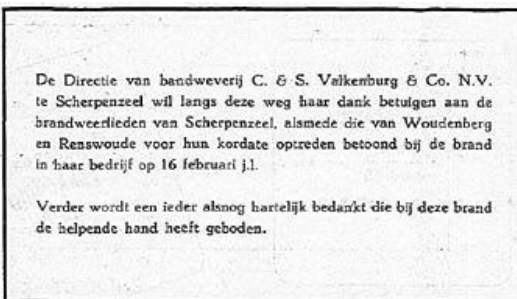 De Directie van bandweverij C. & S. Valkenburg & Co. N.V.
te Scherpenzeel wil langs deze weg haar dank betuigen aan de
brandweerlieden van Scherpenzeel, alsmede die van Woudenberg
en Renswoude voor hun kordate optreden betoond bij de brand
in haar bedrijf op 16 februari j.l.
Verder wordt een ieder alsnog hartelijk bedankt die bij deze brand
de helpende hand heeft geboden.